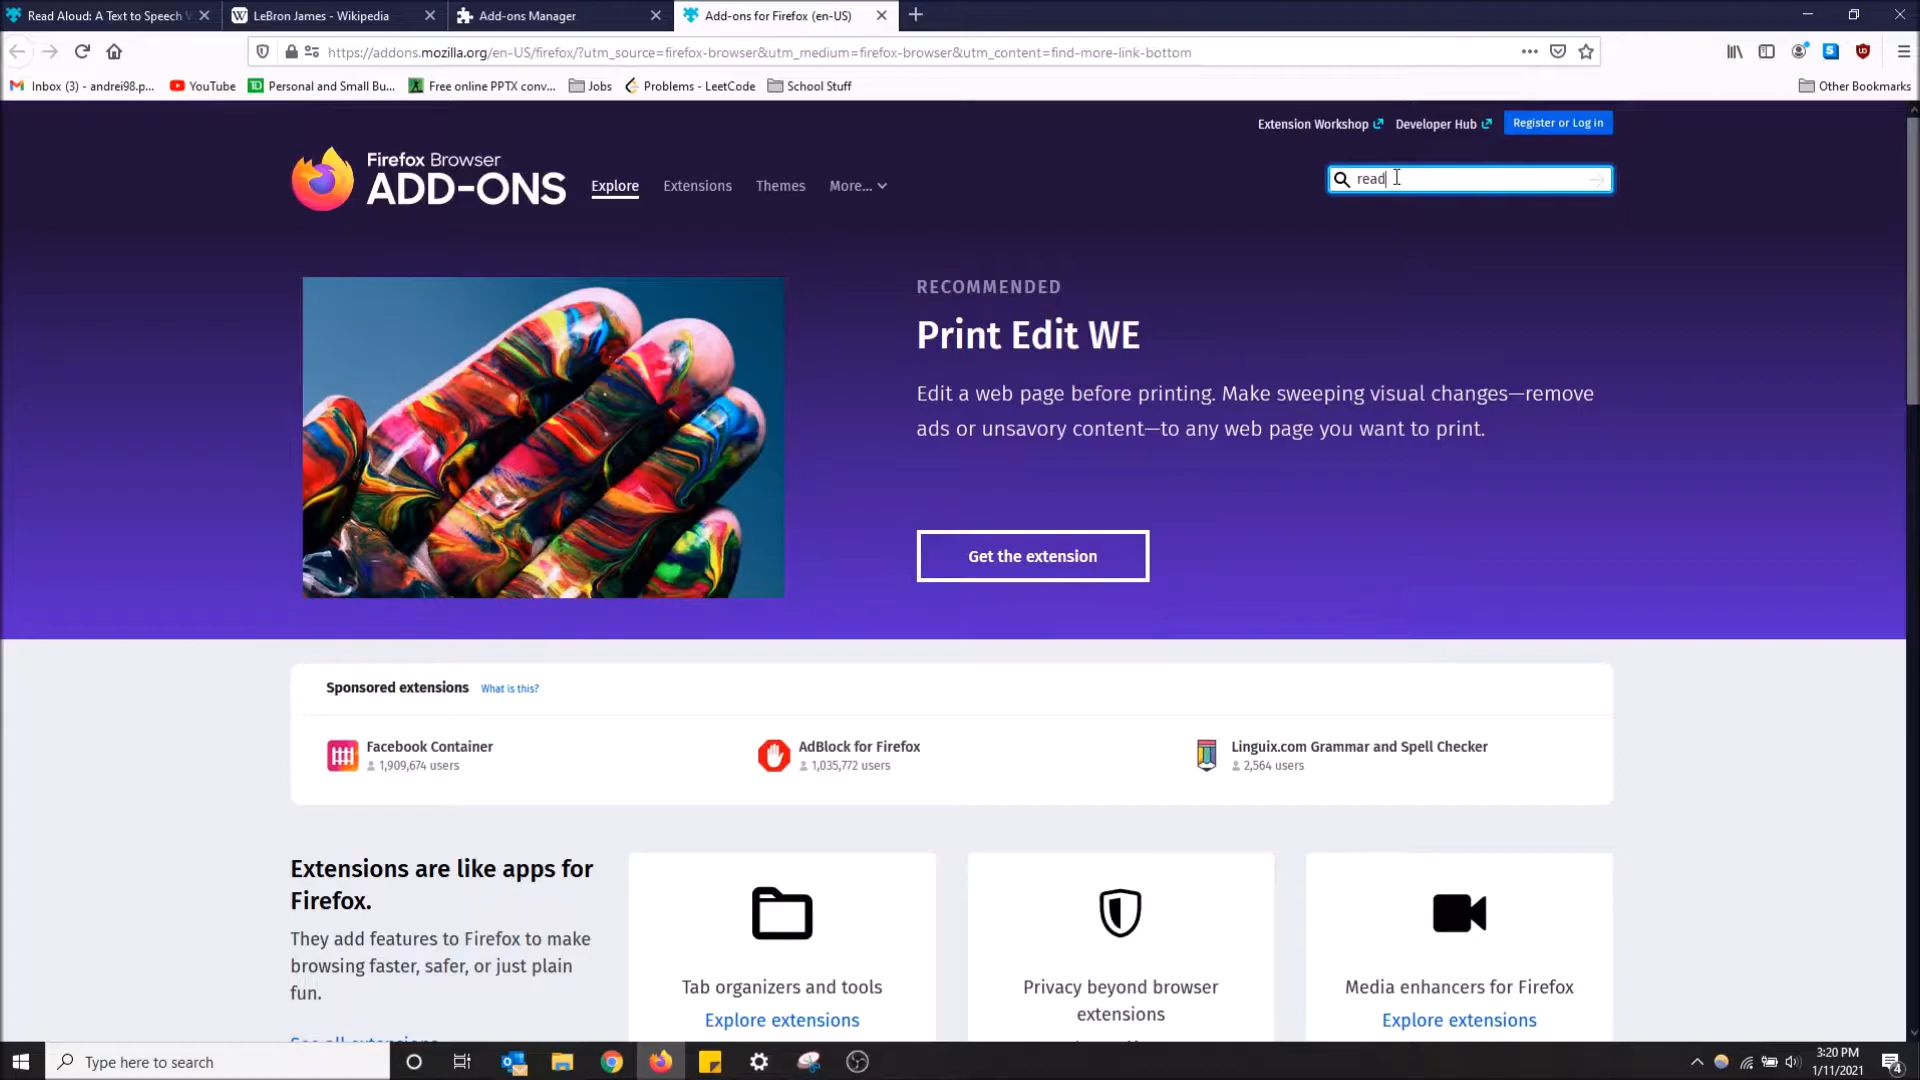 Read Aloud: A Text to Speech V
LeBron James - Wikipedia
Add-ons Manager
Add-ons for Firefox (en-US)
https://addons.mozilla.org/en-US/firefox/?utm_source=firefox-browser&utm_medium=firefox-browser&utm_content=find-more-link-bottom
Inbox (3) - andrei98.p...
YouTube
Personal and Small Bu...
Free online PPTX conv...
Jobs
Problems - LeetCode
School Stuff
Other Bookmarks
Extension Workshop
Developer Hub
Register or Log in
Firefox Browser
ADD-ONS
Explore
Extensions
Themes
More...
read
RECOMMENDED
Print Edit WE
Edit a web page before printing. Make sweeping visual changes—remove
ads or unsavory content—to any web page you want to print.
Get the extension
Sponsored extensions
What is this?
Facebook Container
1,909,674 users
AdBlock for Firefox
1,035,772 users
Linguix.com Grammar and Spell Checker
2,564 users
Extensions are like apps for
Firefox.
They add features to Firefox to make
browsing faster, safer, or just plain
fun.
See all extensions
Tab organizers and tools
Explore extensions
Privacy beyond browser
extensions
Media enhancers for Firefox
Explore extensions
Type here to search
3:20 PM
1/11/2021
4